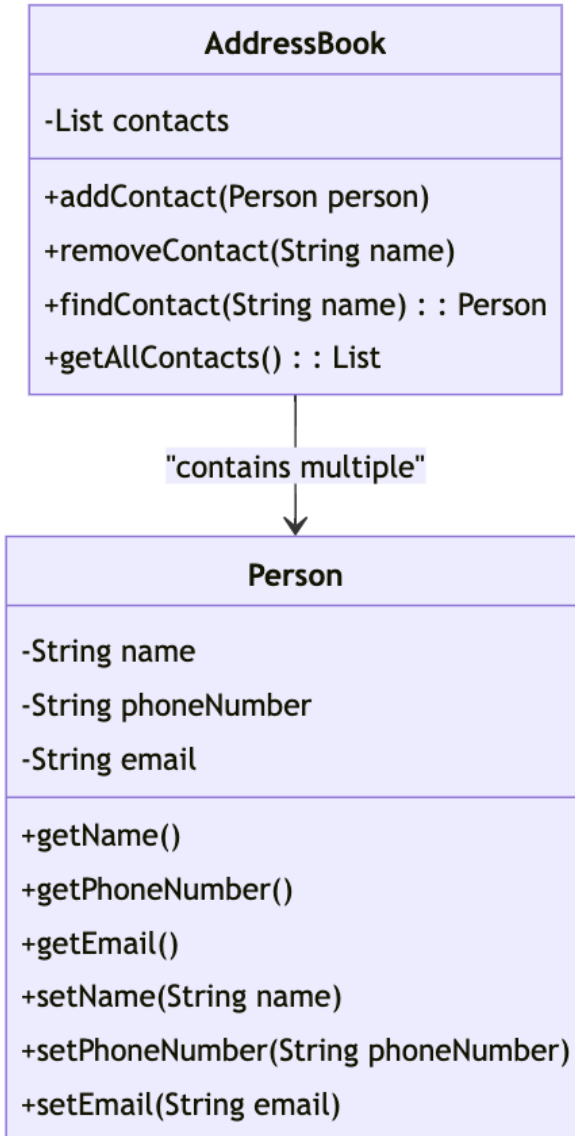 AddressBook
-List contacts
+addContact(Person person)
+removeContact(String name)
+findContact(String name) : : Person
+getAllContacts() : : List
"contains multiple"
Person
-String name
-String phoneNumber
-String email
+getName()
+getPhoneNumber()
+getEmail()
+setName(String name)
+setPhoneNumber(String phoneNumber)
+setEmail(String email)